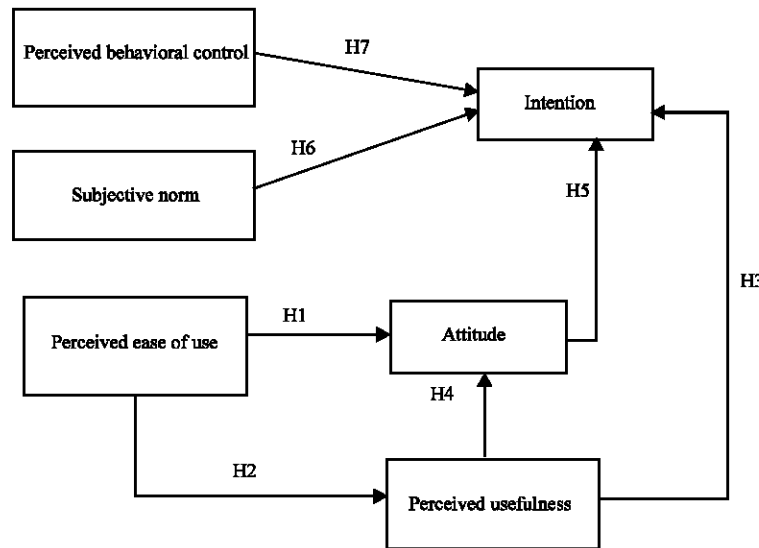 Perceived behavioral control
H7
Intention
H6
Subjective norm
H5
H3
Perceived ease of use
H1
Attitude
H4
H2
Perceived usefulness